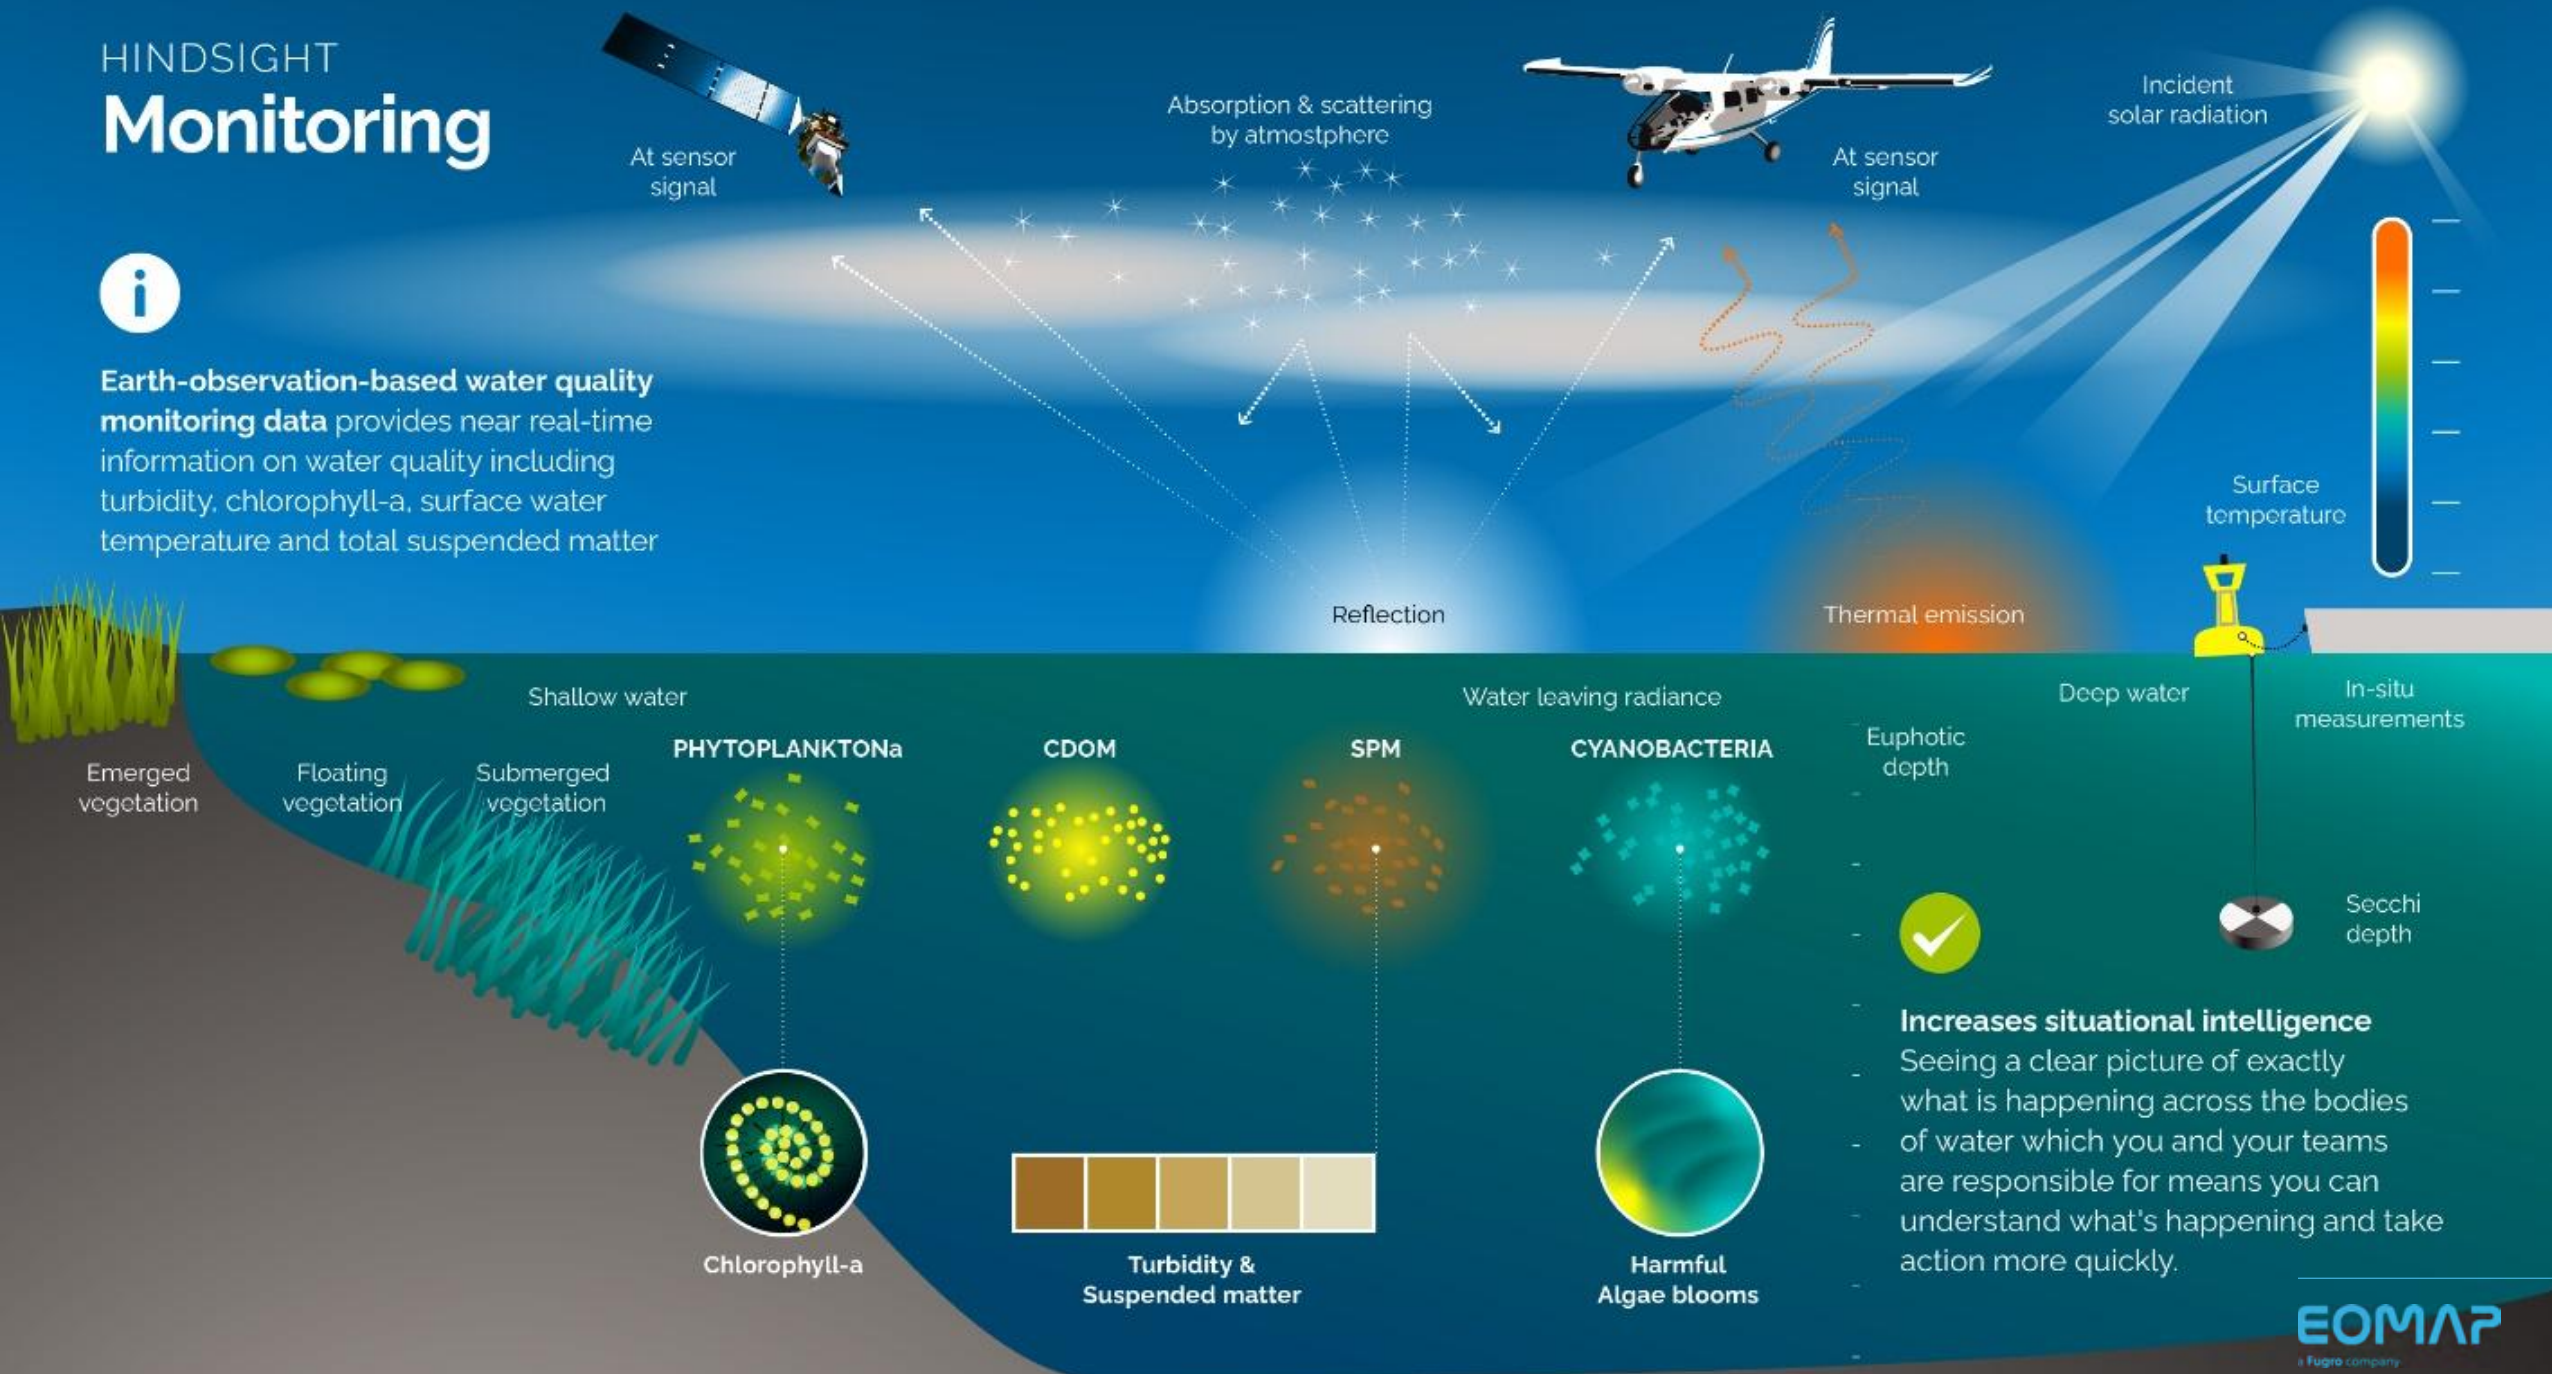 HINDSIGHT
Monitoring
At sensor
signal
Absorption & scattering
by atmostphere
At sensor
signal
Incident
solar radiation
i
Earth-observation-based water quality
monitoring data provides near real-time
information on water quality including
turbidity, chlorophyll-a, surface water
temperature and total suspended matter
Surface
temperature
Reflection
Thermal emission
Shallow water
Water leaving radiance
Deep water
In-situ
measurements
Emerged
vegetation
Floating
vegetation
Submerged
vegetation
PHYTOPLANKTONa
CDOM
SPM
CYANOBACTERIA
Euphotic
depth
Secchi
depth
Chlorophyll-a
Turbidity &
Suspended matter
Harmful
Algae blooms
Increases situational intelligence
Seeing a clear picture of exactly
what is happening across the bodies
of water which you and your teams
are responsible for means you can
understand what's happening and take
action more quickly.
EOMAP
a Fugro company